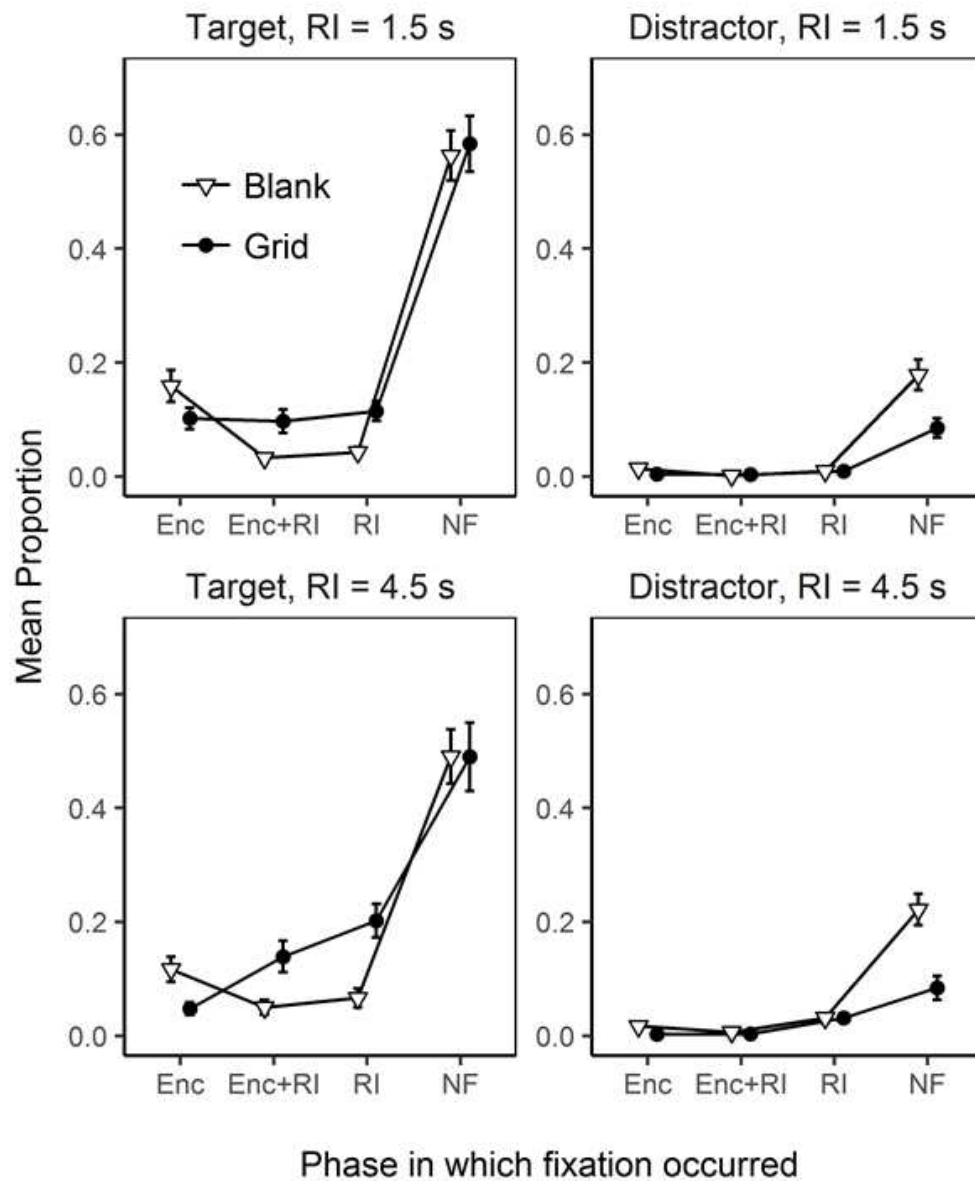 Target, RI = 1.5 s
Distractor, RI = 1.5 s
Mean Proportion
0.6
0.4
0.2
0.0
Blank
Grid
0.6
0.4
0.2
0.0
Enc Enc+RI RI NF
Enc Enc+RI RI NF
Target, RI = 4.5 s
Distractor, RI = 4.5 s
0.6
0.4
0.2
0.0
0.6
0.4
0.2
0.0
Enc Enc+RI RI NF
Enc Enc+RI RI NF
Phase in which fixation occurred